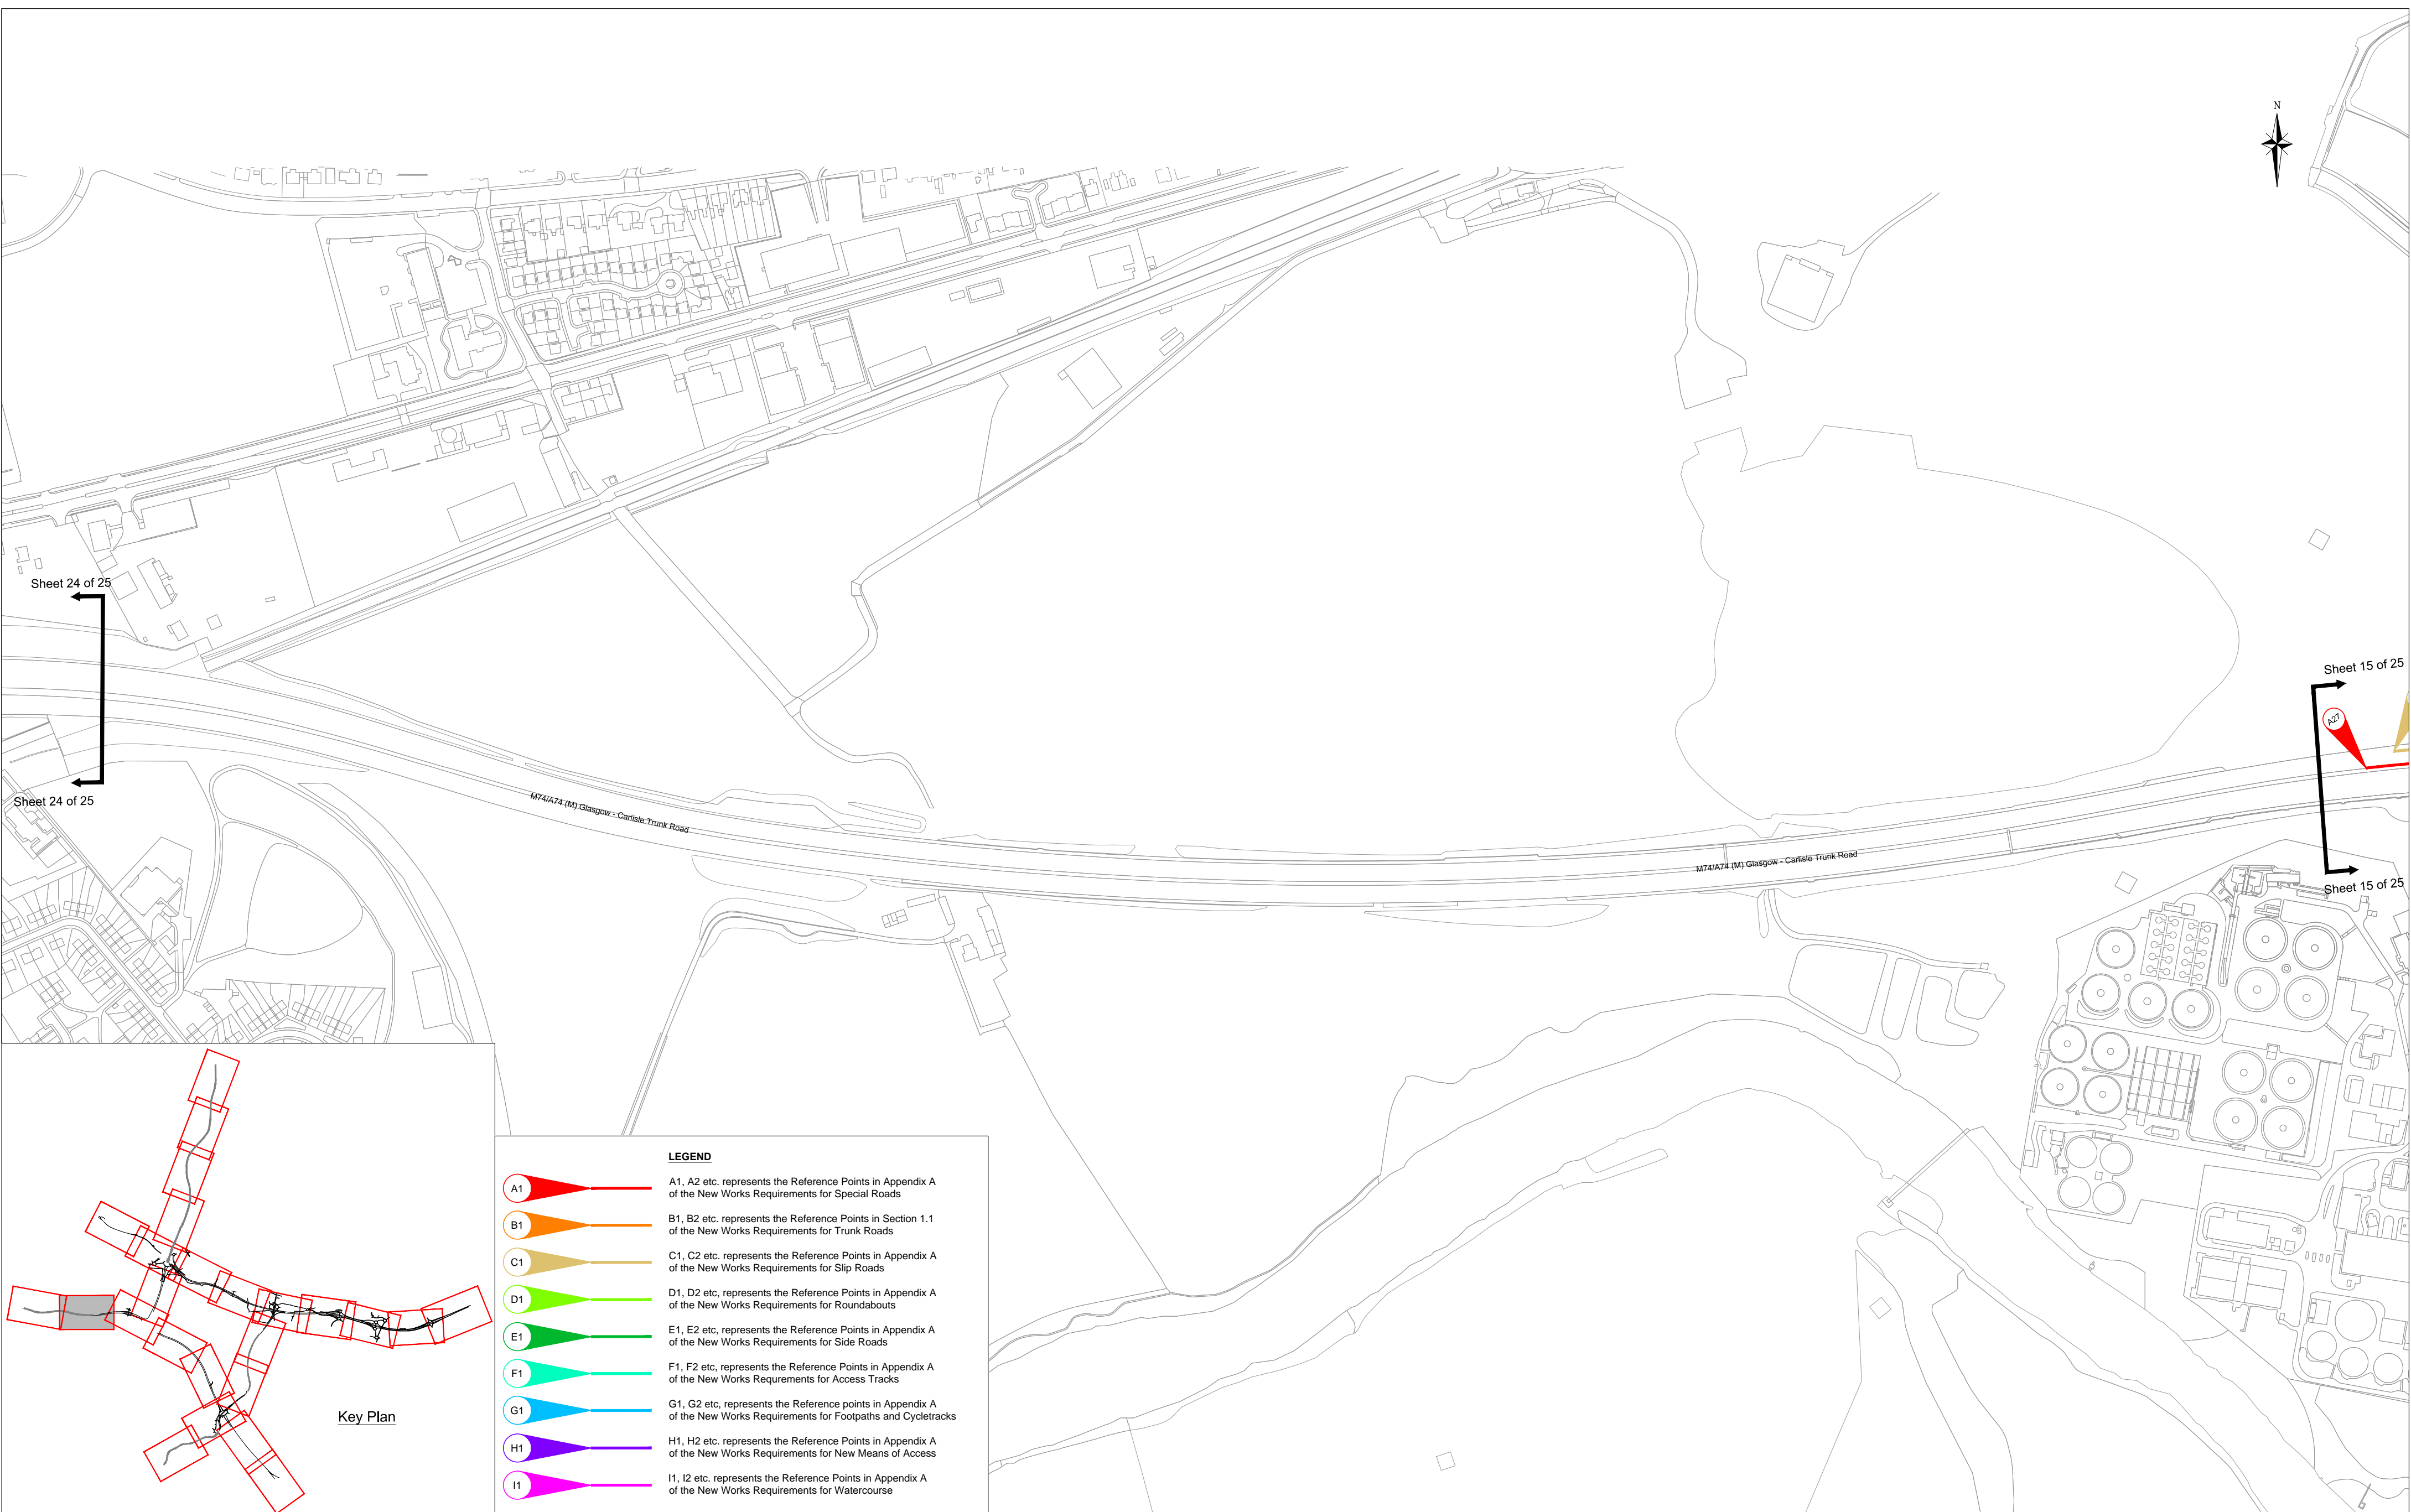 N
Sheet 24 of 25
Sheet 15 of 25
A27
M74/A74 (M) Glasgow - Carlisle Trunk Road
Sheet 24 of 25
M74/A74 (M) Glasgow - Carlisle Trunk Road
Sheet 15 of 25
Key Plan
LEGEND
A1
A1, A2 etc. represents the Reference Points in Appendix A
of the New Works Requirements for Special Roads
B1
B1, B2 etc. represents the Reference Points in Section 1.1
of the New Works Requirements for Trunk Roads
C1
C1, C2 etc. represents the Reference Points in Appendix A
of the New Works Requirements for Slip Roads
D1
D1, D2 etc, represents the Reference Points in Appendix A
of the New Works Requirements for Roundabouts
E1
E1, E2 etc, represents the Reference Points in Appendix A
of the New Works Requirements for Side Roads
F1
F1, F2 etc, represents the Reference Points in Appendix A
of the New Works Requrements for Access Tracks
G1
G1, G2 etc, represents the Reference points in Appendix A
of the New Works Requirements for Footpaths and Cycletracks
H1
H1, H2 etc. represents the Reference Points in Appendix A
of the New Works Requirements for New Means of Access
I1
I1, I2 etc. represents the Reference Points in Appendix A
of the New Works Requirements for Watercourse